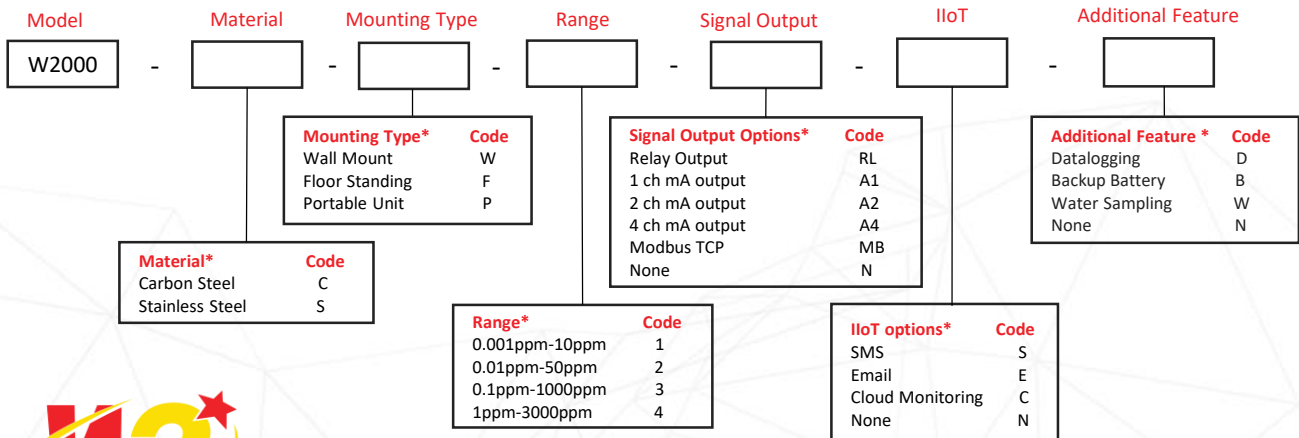 Model Material Mounting Type Range Signal Output IIoT Additional Feature
W2000 - - - - - -
Mounting Type* Code
Wall Mount W
Floor Standing F
Portable Unit P
Signal Output Options* Code
Relay Output RL
1 ch mA output A1
2 ch mA output A2
4 ch mA output A4
Modbus TCP MB
None N
Additional Feature * Code
Datalogging D
Backup Battery B
Water Sampling W
None N
Material* Code
Carbon Steel C
Stainless Steel S
Range* Code
0.001ppm-10ppm 1
0.01ppm-50ppm 2
0.1ppm-1000ppm 3
1ppm-3000ppm 4
IIoT options* Code
SMS S
Email E
Cloud Monitoring C
None N